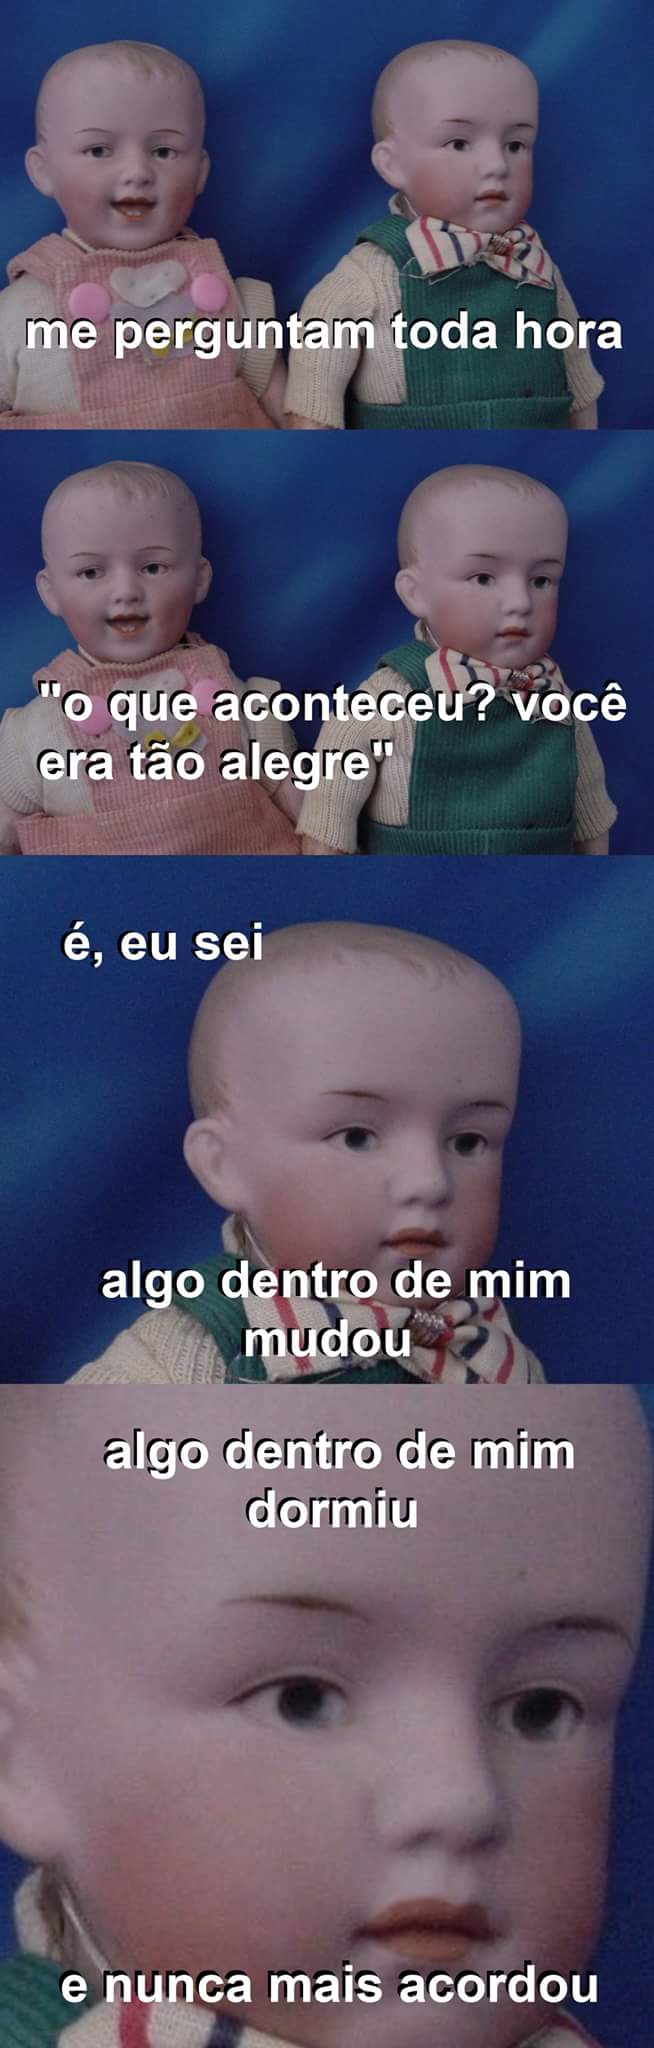 me perguntam toda hora
"o que aconteceu? você
era tão alegre"
é, eu sei
algo dentro de mim
mudou
algo dentro de mim
dormiu
e nunca mais acordou